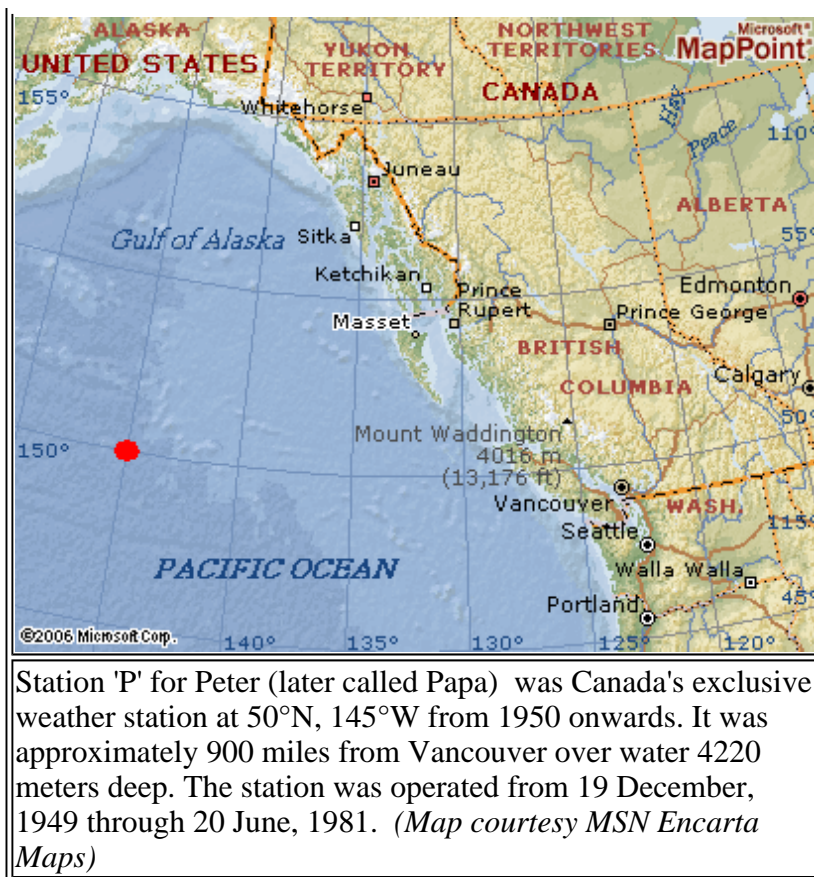 ALASKA
NORTHWEST
TERRITORIES
Microsoft®
MapPoint®
YUKON
TERRITORY
UNITED STATES
CANADA
155°
Whitehorse
Hay
Peace
110°
Juneau
ALBERTA
Gulf of Alaska
Sitka
55°
Ketchikan
Prince
Rupert
Edmonton
Masset
Prince George
BRITISH
COLUMBIA
Calgary
50°
Mount Waddington
4016 m
(13,176 ft)
150°
Vancouver
WASH.
115°
Seattle
PACIFIC OCEAN
Walla Walla
Portland
45°
©2006 Microsoft Corp.
140°
135°
130°
125°
120°
Station 'P' for Peter (later called Papa) was Canada's exclusive
weather station at 50°N, 145°W from 1950 onwards. It was
approximately 900 miles from Vancouver over water 4220
meters deep. The station was operated from 19 December,
1949 through 20 June, 1981. (Map courtesy MSN Encarta
Maps)